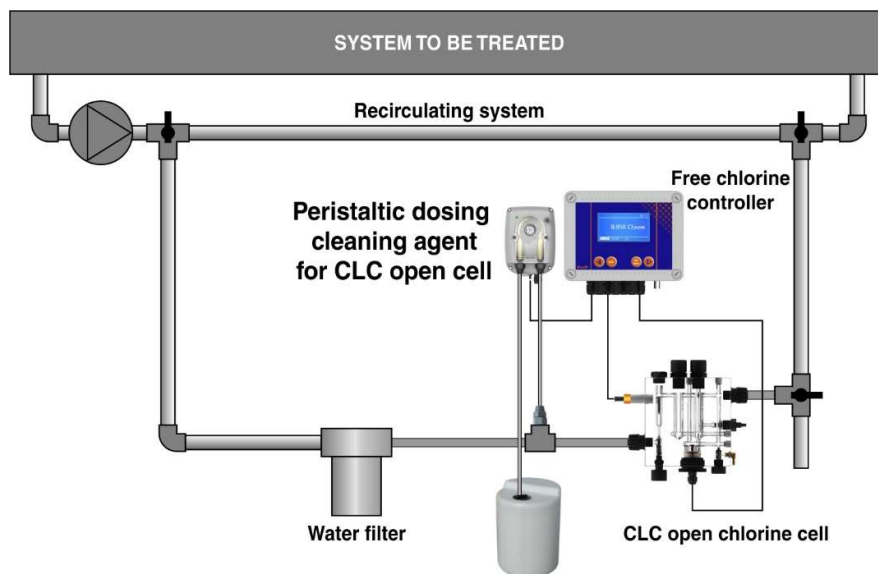 SYSTEM TO BE TREATED
Recirculating system
Free chlorine
controller
Peristaltic dosing
cleaning agent
for CLC open cell
Water filter
CLC open chlorine cell